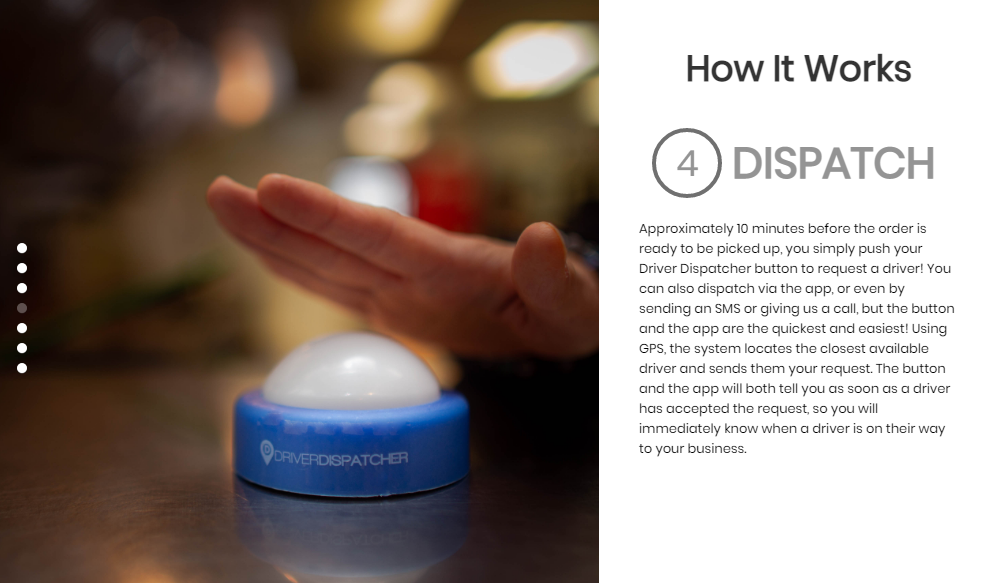 How It Works
4 DISPATCH
Approximately 10 minutes before the order is
ready to be picked up, you simply push your
Driver Dispatcher button to request a driver! You
can also dispatch via the app, or even by
sending an SMS or giving us a call, but the button
and the app are the quickest and easiest! Using
GPS, the system locates the closest available
driver and sends them your request. The button
and the app will both tell you as soon as a driver
has accepted the request, so you will
immediately know when a driver is on their way
to your business.
DRIVERDISPATCHER